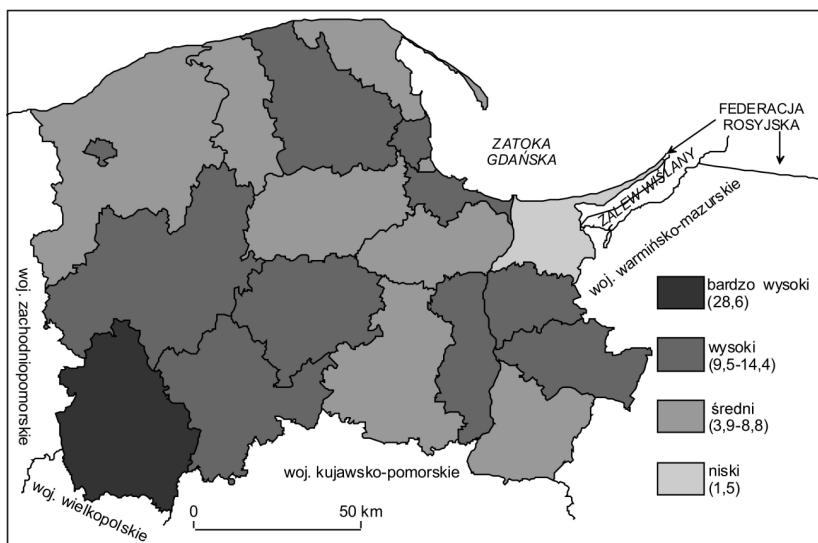 FEDERACJA
ROSYJSKA
ZATOKA
GDAŃSKA
ZALEW WIŚLANY
woj. warmińsko-mazurskie
woj. zachodniopomorskie
bardzo wysoki
(28,6)
wysoki
(9,5-14,4)
średni
(3,9-8,8)
niski
(1,5)
woj. kujawsko-pomorskie
woj. wielkopolskie
0 50 km